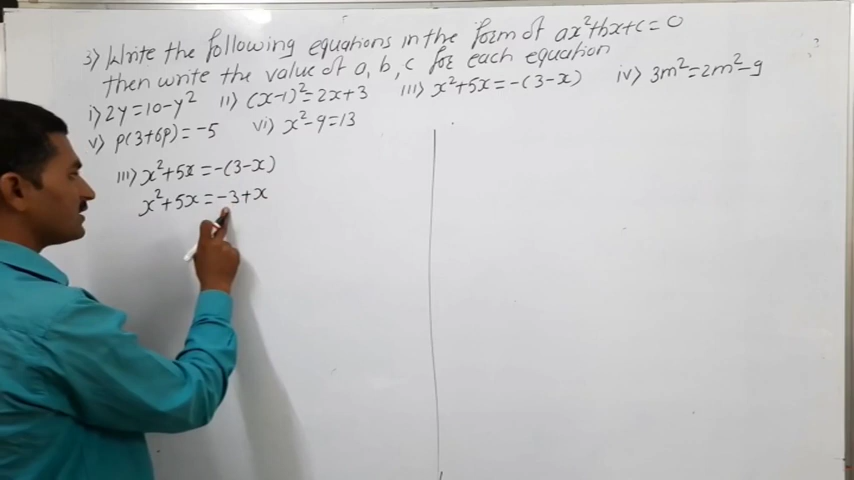 3) Write the following equations in the form of ax²+bx+c=0
then write the value of a, b, c for each equation
i) 2y=10-y² ii) (x-1)²=2x+3 iii) x²+5x=-(3-x) iv) 3m²=2m²-9
v) p(3+6p)=-5 vi) x²-9=13
iii) x²+5x=-(3-x)
x²+5x=-3+x